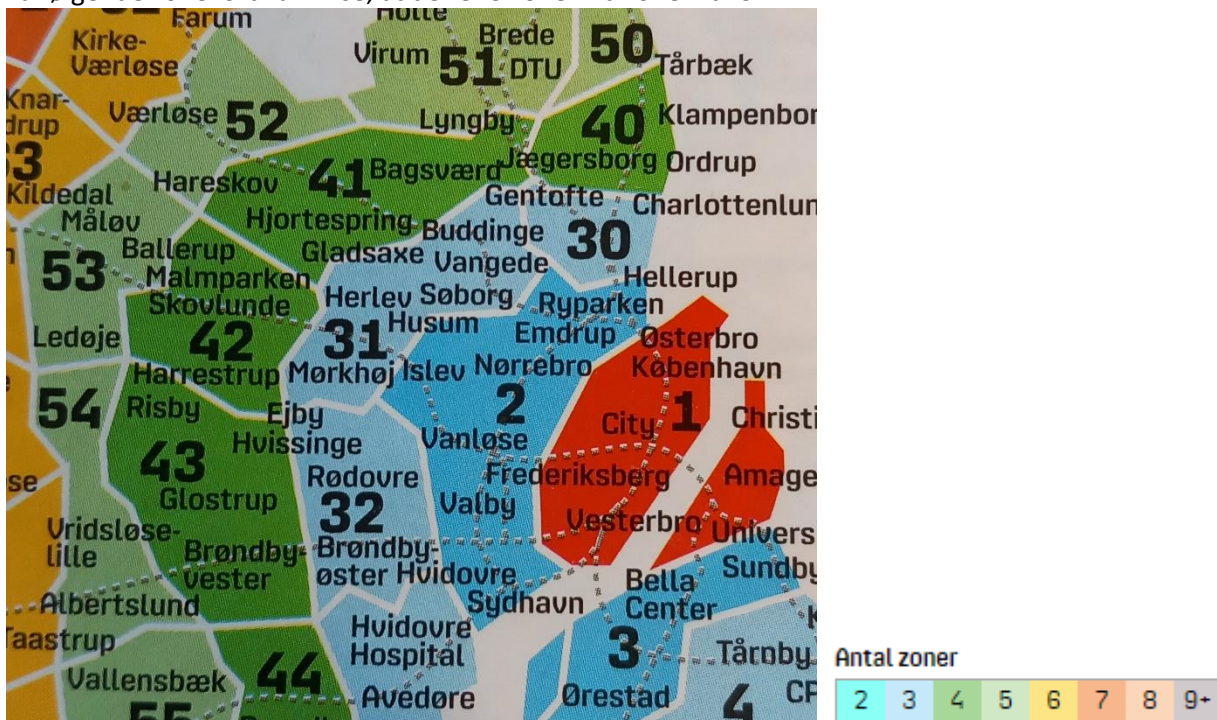 Farum
Holte
Kirke-
Værløse
Virum
51
Brede
DTU
50
Tårbæk
Knar-
drup
Værløse
52
Lyngby
40
Klampenbor
Jægersborg
Ordrup
Kildedal
Hareskov
41
Bagsværd
Gentofte
Charlottenlun
Måløv
Hjortespring
Buddinge
30
53
Ballerup
Gladsaxe
Vangede
Malmparken
Hellerup
Skovlunde
Herlev
Søborg
Ryparken
Ledøje
42
31
Husum
Emdrup
Østerbro
Harrestrup
Mørkhøj
Islev
Nørrebro
København
54
Risby
Ejby
2
City
1
Christi
Hvissinge
Vanløse
43
Rødovre
Frederiksberg
Amage
Glostrup
32
Valby
Vesterbro
Univers
Vridsløse-
lille
Brøndby-
vester
Brøndby-
øster
Hvidovre
Bella
Center
Sundby
Albertslund
Sydhavn
Taastrup
Hvidovre
Hospital
3
Tårnby
Vallensbæk
44
Avedøre
Ørestad
4
55
Antal zoner
2 3 4 5 6 7 8 9+